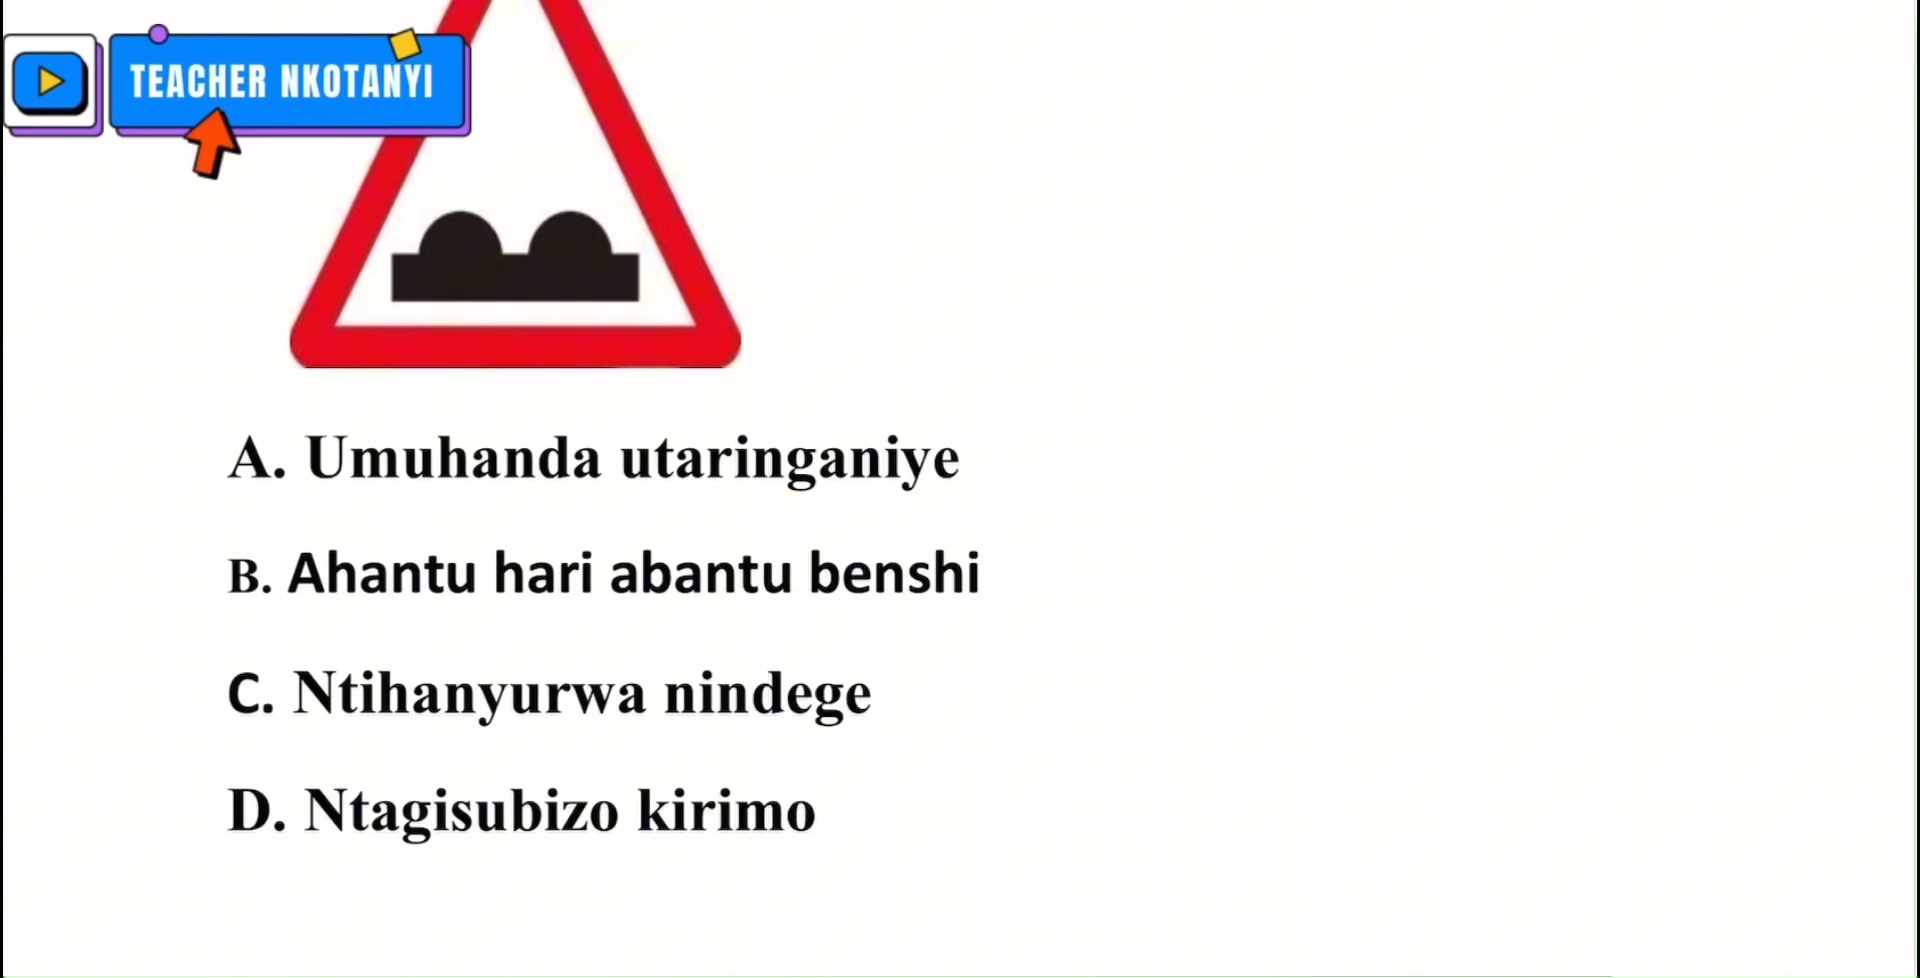 TEACHER NKOTANYI
A. Umuhanda utaringaniye
B. Ahantu hari abantu benshi
C. Ntihanyurwa nindege
D. Ntagisubizo kirimo